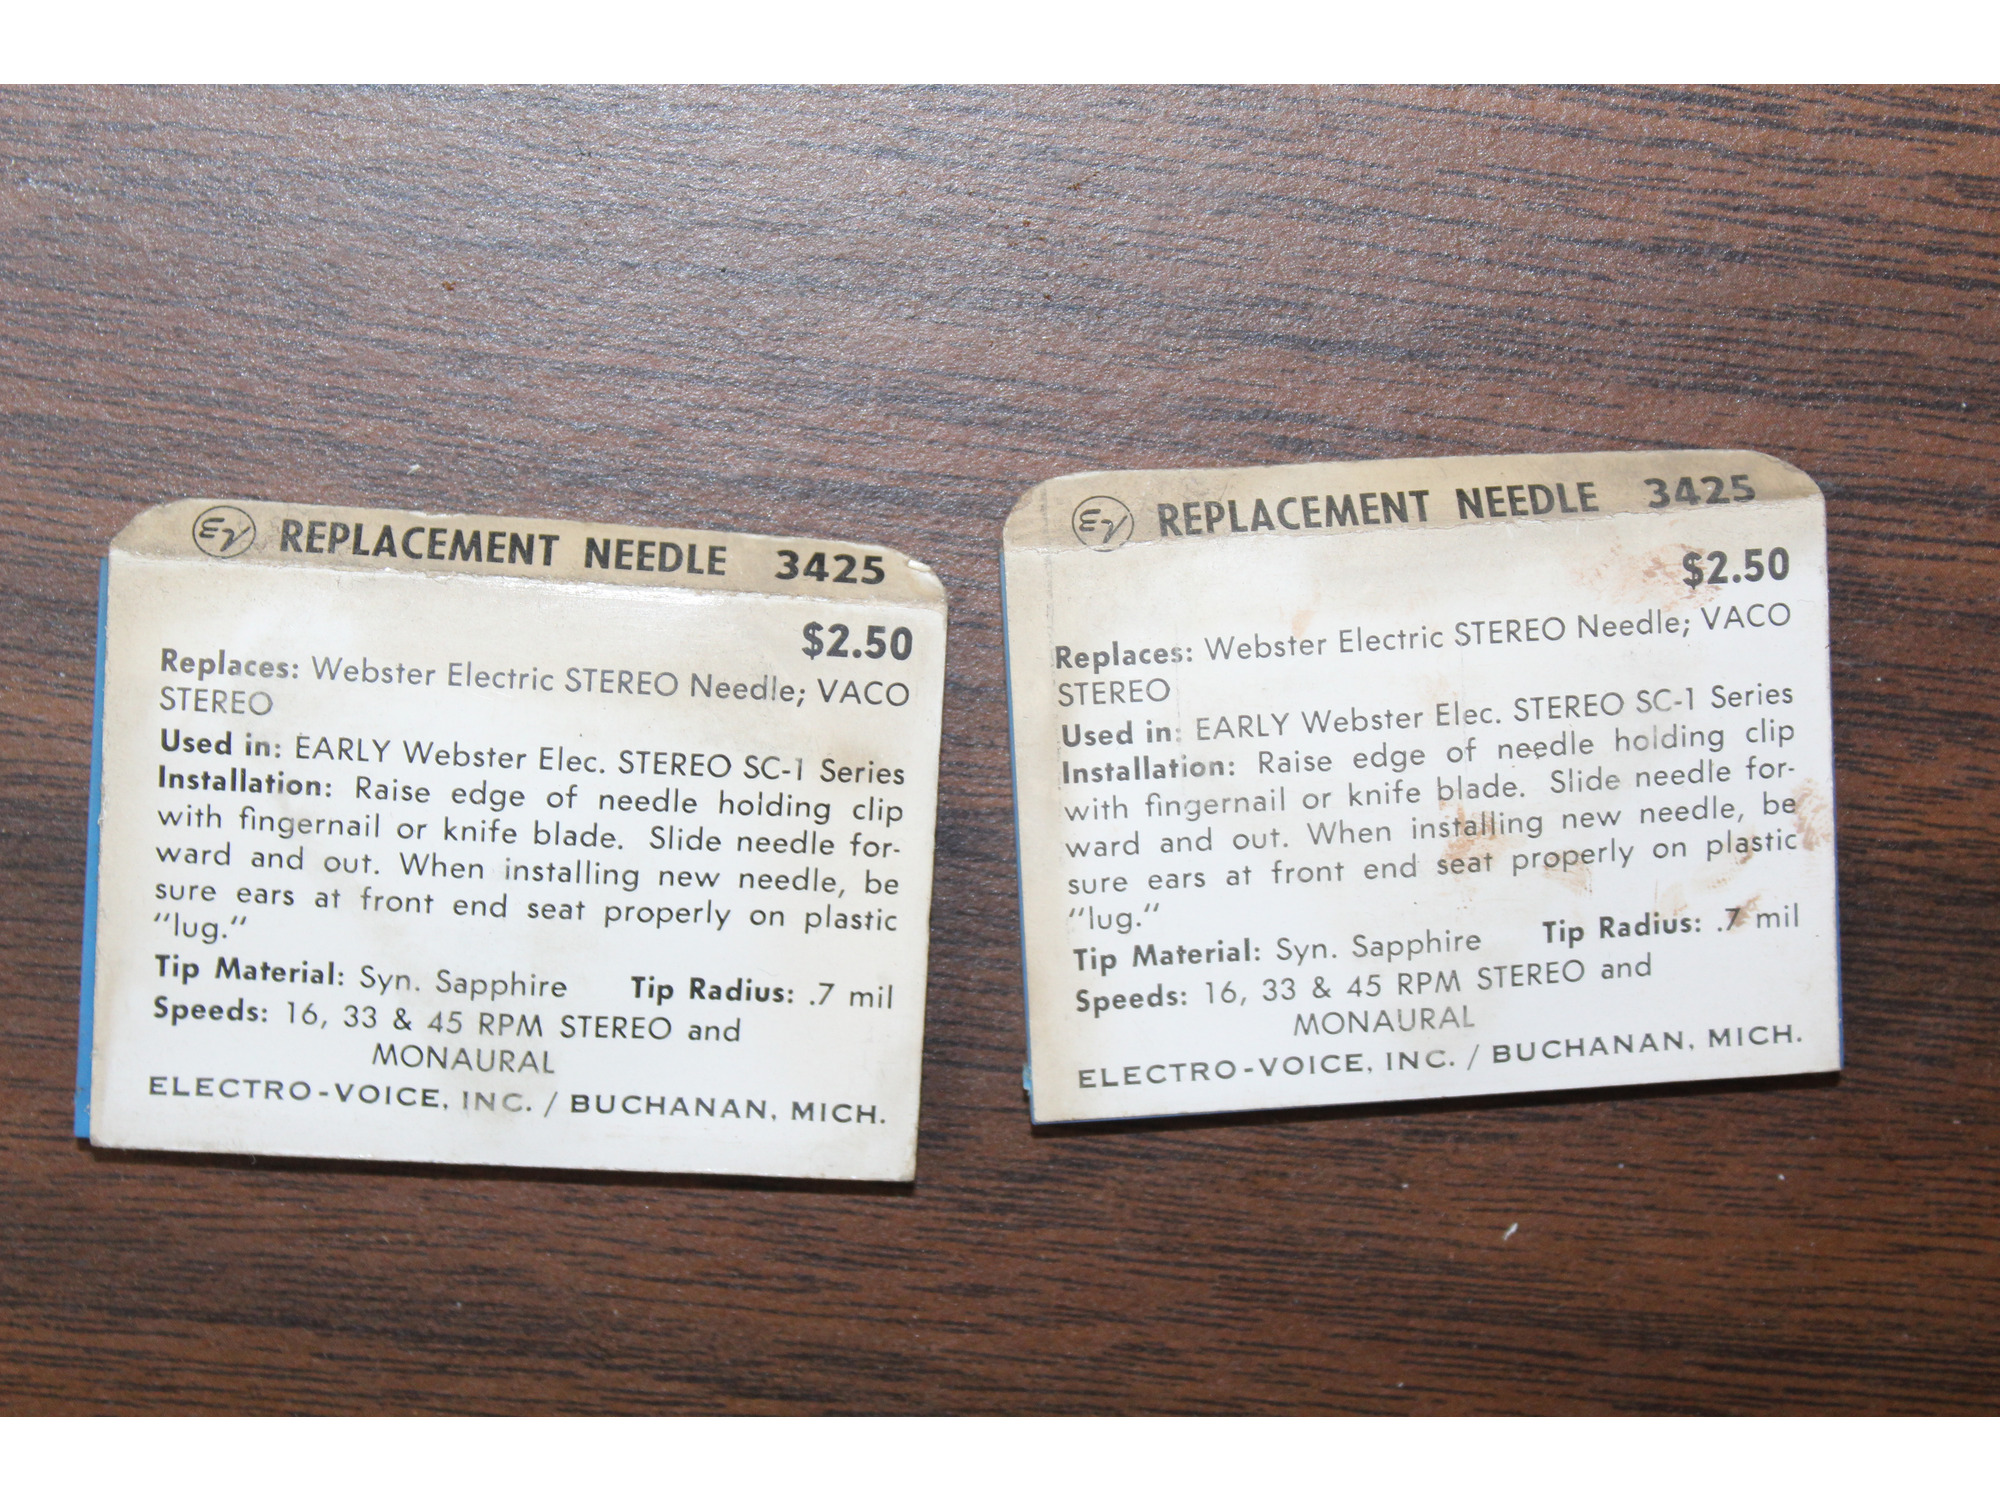 EV REPLACEMENT NEEDLE 3425
$2.50
Replaces: Webster Electric STEREO Needle; VACO
STEREO
Used in: EARLY Webster Elec. STEREO SC-1 Series
Installation: Raise edge of needle holding clip
with fingernail or knife blade. Slide needle for-
ward and out. When installing new needle, be
sure ears at front end seat properly on plastic
"lug."
Tip Material: Syn. Sapphire Tip Radius: .7 mil
Speeds: 16, 33 & 45 RPM STEREO and
MONAURAL
ELECTRO-VOICE, INC. / BUCHANAN, MICH.
EV REPLACEMENT NEEDLE 3425
$2.50
Replaces: Webster Electric STEREO Needle; VACO
STEREO
Used in: EARLY Webster Elec. STEREO SC-1 Series
Installation: Raise edge of needle holding clip
with fingernail or knife blade. Slide needle for-
ward and out. When installing new needle, be
sure ears at front end seat properly on plastic
"lug."
Tip Material: Syn. Sapphire Tip Radius: .7 mil
Speeds: 16, 33 & 45 RPM STEREO and
MONAURAL
ELECTRO-VOICE, INC. / BUCHANAN, MICH.